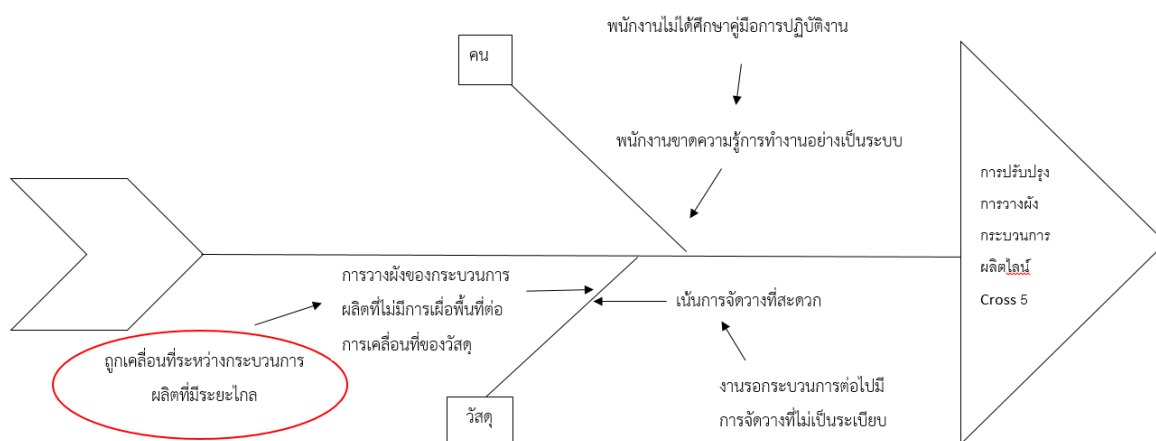 พนักงานไม่ได้ศึกษาคู่มือการปฏิบัติงาน
คน
พนักงานขาดความรู้การทำงานอย่างเป็นระบบ
การปรับปรุง
การวางผัง
กระบวนการ
ผลิตไลน์
Cross 5
การวางผังของกระบวนการ
ผลิตที่ไม่มีการเผื่อพื้นที่ต่อ
การเคลื่อนที่ของวัสดุ
เน้นการจัดวางที่สะดวก
ถูกเคลื่อนที่ระหว่างกระบวนการ
ผลิตที่มีระยะไกล
งานรอกระบวนการต่อไปมี
การจัดวางที่ไม่เป็นระเบียบ
วัสดุ